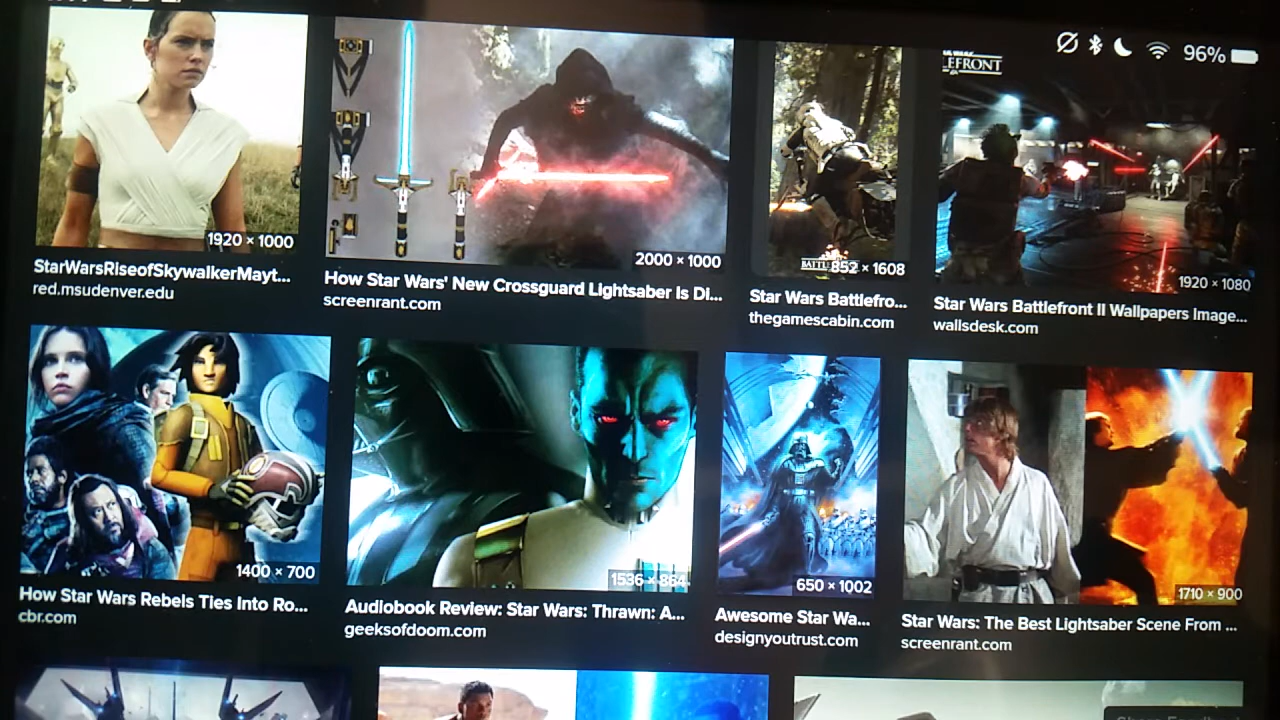 96%
EFRONT
1920 × 1000
2000 × 1000
852 × 1608
1920 × 1080
StarWarsRiseofSkywalkerMayt...
red.msudenver.edu
How Star Wars' New Crossguard Lightsaber Is Di...
screenrant.com
Star Wars Battlefro...
thegamescabin.com
Star Wars Battlefront II Wallpapers Image...
wallsdesk.com
1400 × 700
1536 × 864
650 × 1002
1710 × 900
How Star Wars Rebels Ties Into Ro...
cbr.com
Audiobook Review: Star Wars: Thrawn: A...
geeksofdoom.com
Awesome Star Wa...
designyoutrust.com
Star Wars: The Best Lightsaber Scene From ...
screenrant.com